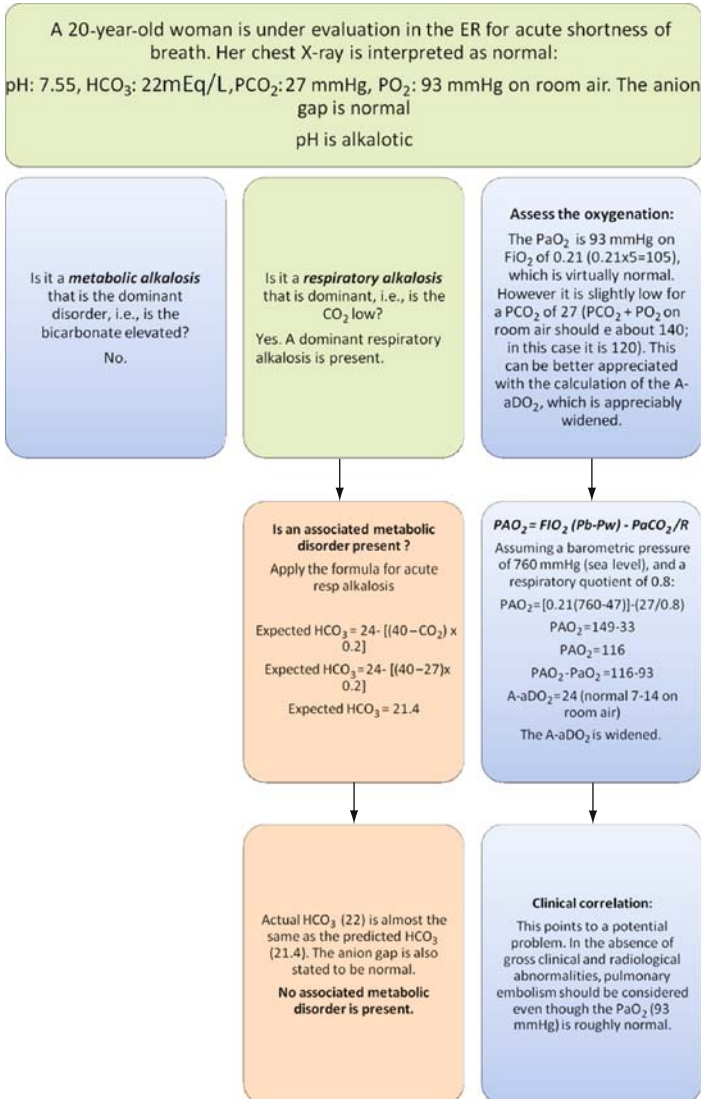 A 20-year-old woman is under evaluation in the ER for acute shortness of
breath. Her chest X-ray is interpreted as normal:
pH: 7.55, HCO₃: 22mEq/L,PCO₂:27 mmHg, PO₂: 93 mmHg on room air. The anion
gap is normal
pH is alkalotic
Is it a metabolic alkalosis
that is the dominant
disorder, i.e., is the
bicarbonate elevated?
No.
Is it a respiratory alkalosis
that is dominant, i.e., is the
CO₂ low?
Yes. A dominant respiratory
alkalosis is present.
Assess the oxygenation:
The PaO₂ is 93 mmHg on
FiO₂ of 0.21 (0.21x5=105),
which is virtually normal.
However it is slightly low for
a PCO₂ of 27 (PCO₂ + PO₂ on
room air should e about 140;
in this case it is 120). This
can be better appreciated
with the calculation of the A-
aDO₂, which is appreciably
widened.
Is an associated metabolic
disorder present ?
Apply the formula for acute
resp alkalosis
Expected HCO₃ = 24- [(40–CO₂) x
0.2]
Expected HCO₃ = 24- [(40–27)x
0.2]
Expected HCO₃ = 21.4
PAO₂ = FIO₂ (Pb-Pw) - PaCO₂/R
Assuming a barometric pressure
of 760 mmHg (sea level), and a
respiratory quotient of 0.8:
PAO₂=[0.21(760-47)]-(27/0.8)
PAO₂=149-33
PAO₂=116
PAO₂-PaO₂=116-93
A-aDO₂=24 (normal 7-14 on
room air)
The A-aDO₂ is widened.
Actual HCO₃ (22) is almost the
same as the predicted HCO₃
(21.4). The anion gap is also
stated to be normal.
No associated metabolic
disorder is present.
Clinical correlation:
This points to a potential
problem. In the absence of
gross clinical and radiological
abnormalities, pulmonary
embolism should be considered
even though the PaO₂ (93
mmHg) is roughly normal.